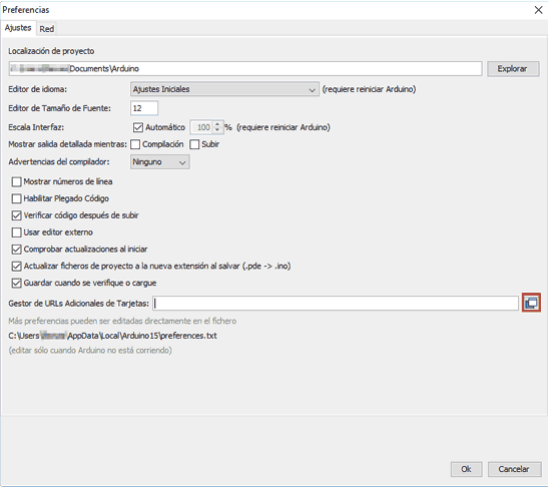 Preferencias
Ajustes Red
Localización de proyecto
Documents\Arduino Explorar
Editor de idioma: Ajustes Iniciales (requiere reiniciar Arduino)
Editor de Tamaño de Fuente: 12
Escala Interfaz: Automático 100 % (requiere reiniciar Arduino)
Mostrar salida detallada mientras: Compilación Subir
Advertencias del compilador: Ninguno
Mostrar números de línea
Habilitar Plegado Código
Verificar código después de subir
Usar editor externo
Comprobar actualizaciones al iniciar
Actualizar ficheros de proyecto a la nueva extensión al salvar (.pde -> .ino)
Guardar cuando se verifique o cargue
Gestor de URLs Adicionales de Tarjetas:
Más preferencias pueden ser editadas directamente en el fichero
C:\Users\ \AppData\Local\Arduino15\preferences.txt
(editar sólo cuando Arduino no está corriendo)
Ok Cancelar